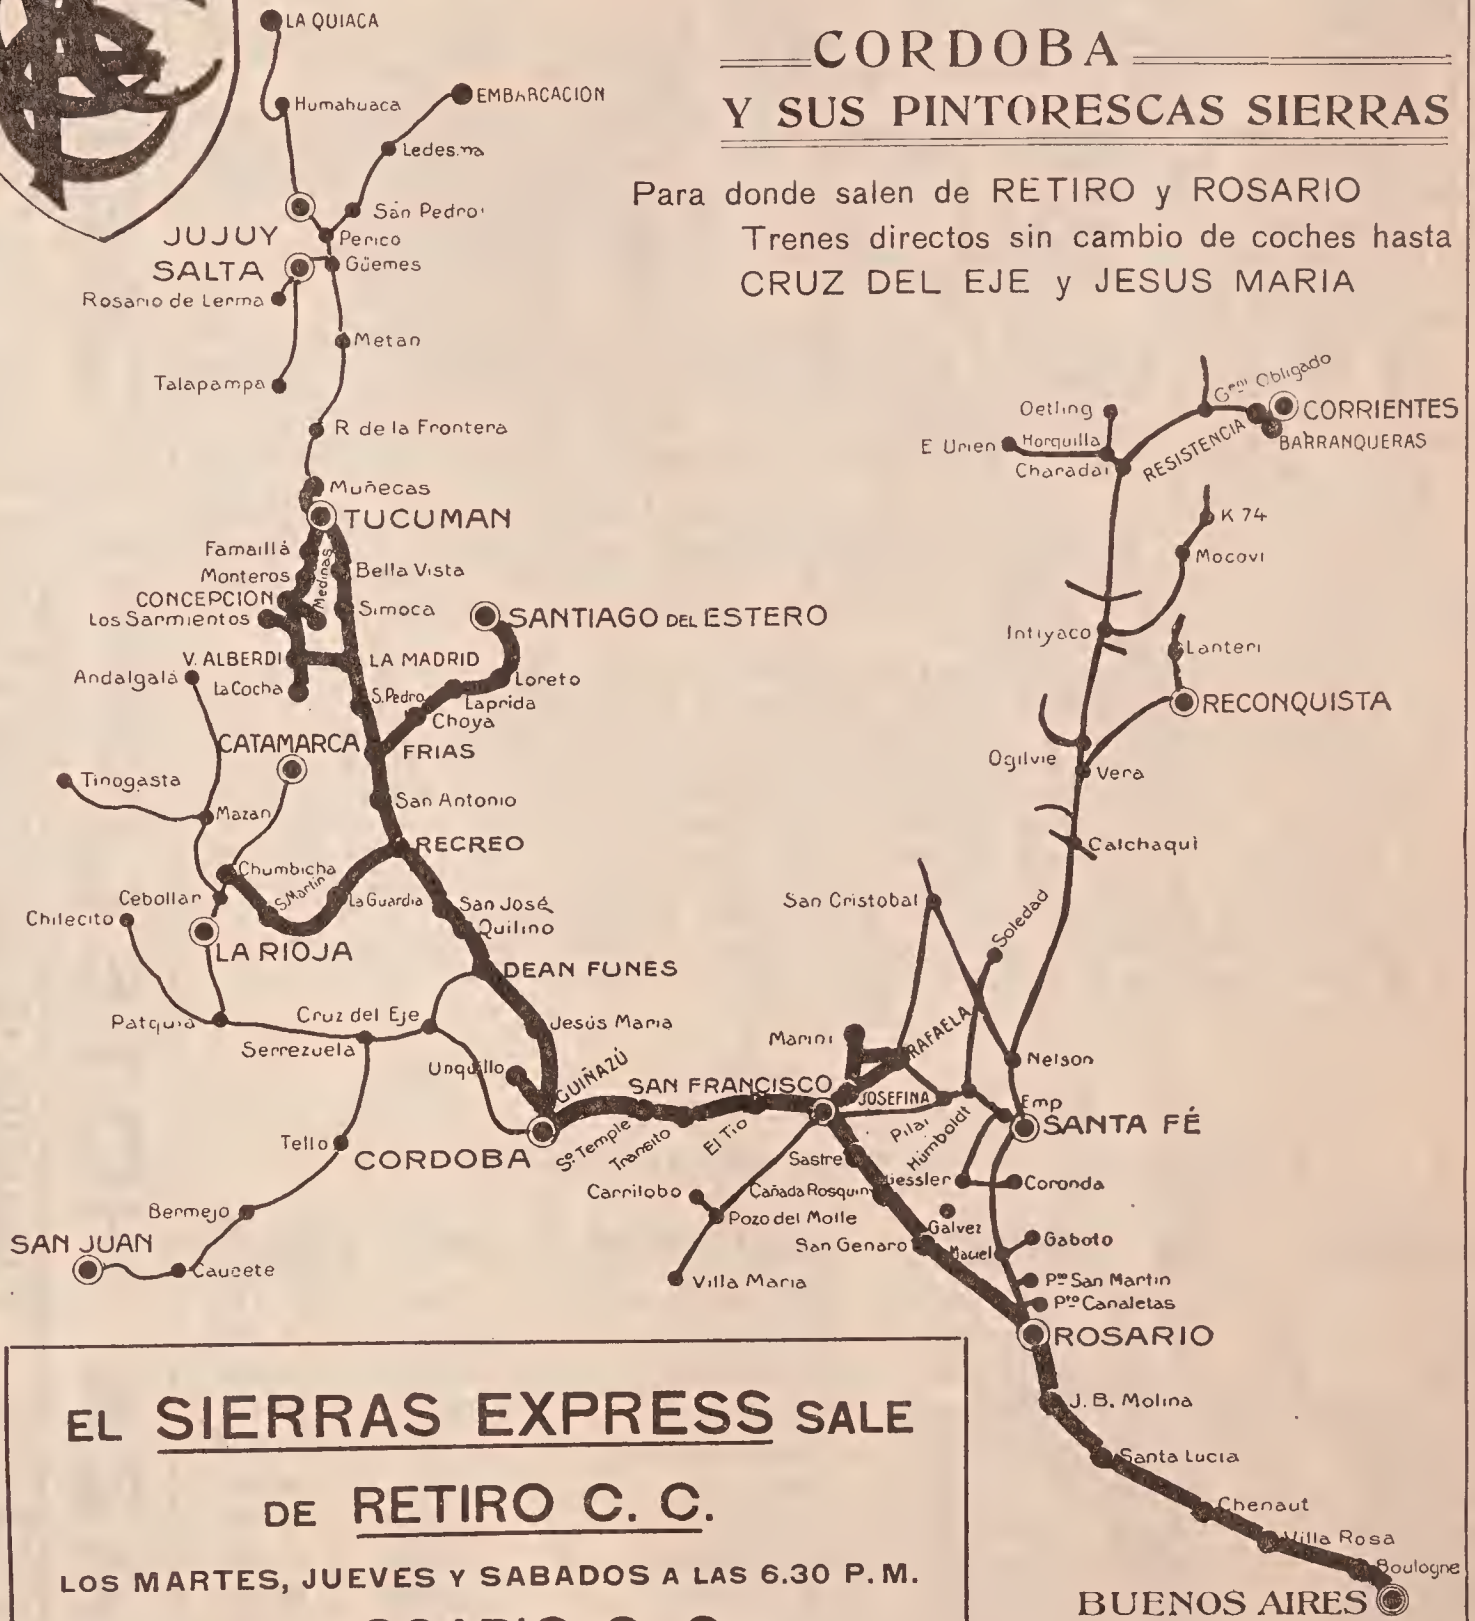 CORDOBA
Y SUS PINTORESCAS SIERRAS
Para donde salen de RETIRO y ROSARIO
Trenes directos sin cambio de coches hasta
CRUZ DEL EJE y JESUS MARIA
LA QUIACA
Humahuaca
EMBARCACION
Ledesma
San Pedro
JUJUY
Perico
SALTA
Güemes
Rosario de Lerma
Metan
Talapampa
R de la Frontera
Muñecas
TUCUMAN
Famaillá
Monteros
Medinas
Bella Vista
CONCEPCION
Los Sarmientos
Simoca
SANTIAGO DEL ESTERO
V. ALBERDI
LA MADRID
Andalgalá
La Cocha
S. Pedro
Loreto
Laprida
Choya
CATAMARCA
FRIAS
Tinogasta
San Antonio
Mazan
RECREO
Chumbicha
S. Martin
La Guardia
Cebollar
San José
Chilecito
Quilino
LA RIOJA
DEAN FUNES
Patquia
Cruz del Eje
Jesús Maria
Serrezuela
Unquillo
GUIÑAZÚ
Tello
CORDOBA
Bermejo
SAN JUAN
Caucete
Gral Obligado
Oetling
CORRIENTES
E Urien
Horquilla
RESISTENCIA
BARRANQUERAS
Charadai
K 74
Mocovi
Intiyaco
Lanteri
RECONQUISTA
Ogilvie
Vera
Calchaqui
San Cristobal
Soledad
Marini
RAFAELA
Nelson
SAN FRANCISCO
JOSEFINA
Emp
SANTA FÉ
Sº Temple
Transito
El Tio
Pilar
Humboldt
Sastre
Carrilobo
Cañada Rosquin
Gessler
Coronda
Pozo del Molle
Galvez
San Genaro
Maciel
Gaboto
Villa Maria
Pto San Martin
Pto Canaletas
ROSARIO
J. B. Molina
Santa Lucia
Chenaut
Villa Rosa
Boulogne
BUENOS AIRES
EL SIERRAS EXPRESS SALE
DE RETIRO C. C.
LOS MARTES, JUEVES Y SABADOS A LAS 6.30 P. M.